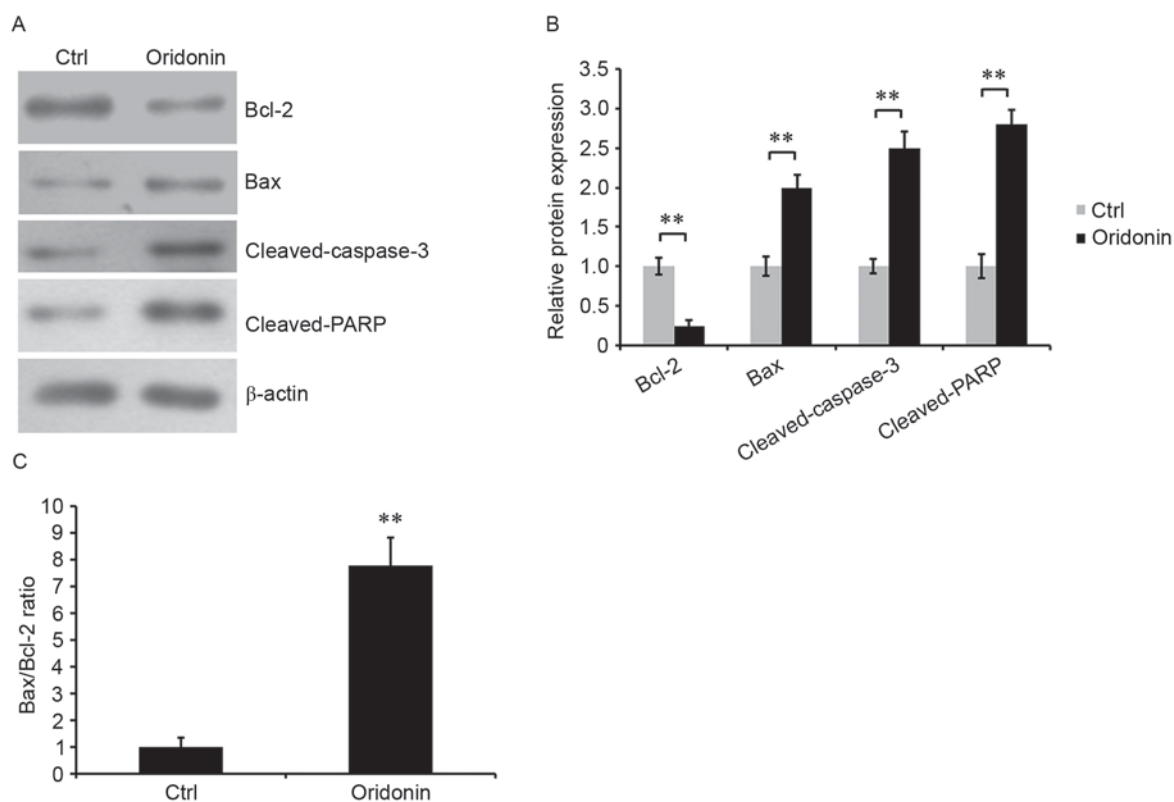 A
Ctrl Oridonin
Bcl-2
Bax
Cleaved-caspase-3
Cleaved-PARP
β-actin
B
Relative protein expression
3.5
3.0
2.5
2.0
1.5
1.0
0.5
0
**
**
**
**
Bcl-2
Bax
Cleaved-caspase-3
Cleaved-PARP
Ctrl
Oridonin
C
Bax/Bcl-2 ratio
10
9
8
7
6
5
4
3
2
1
0
**
Ctrl
Oridonin